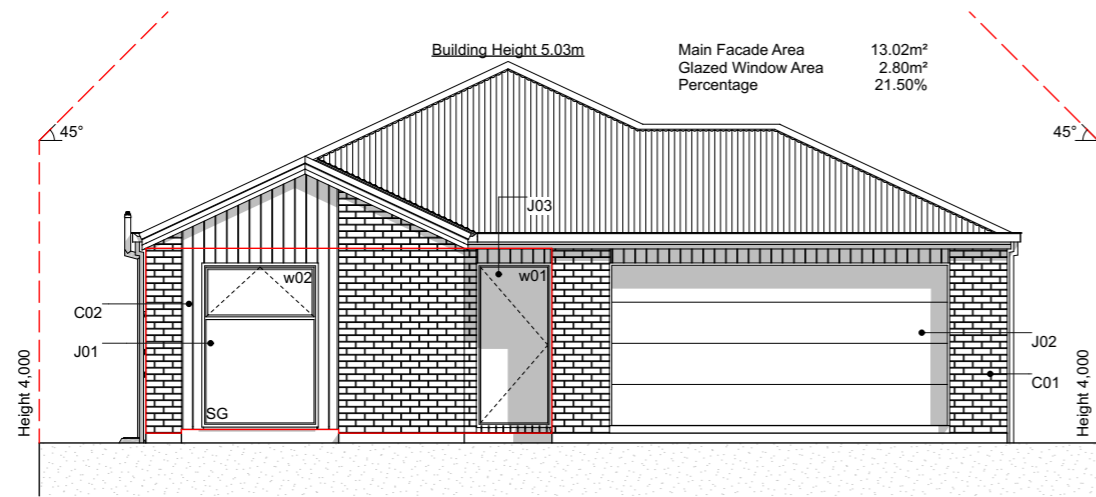 Building Height 5.03m
Main Facade Area 13.02m²
Glazed Window Area 2.80m²
Percentage 21.50%
45°
45°
J03
w02
w01
C02
J01
J02
C01
SG
Height 4,000
Height 4,000